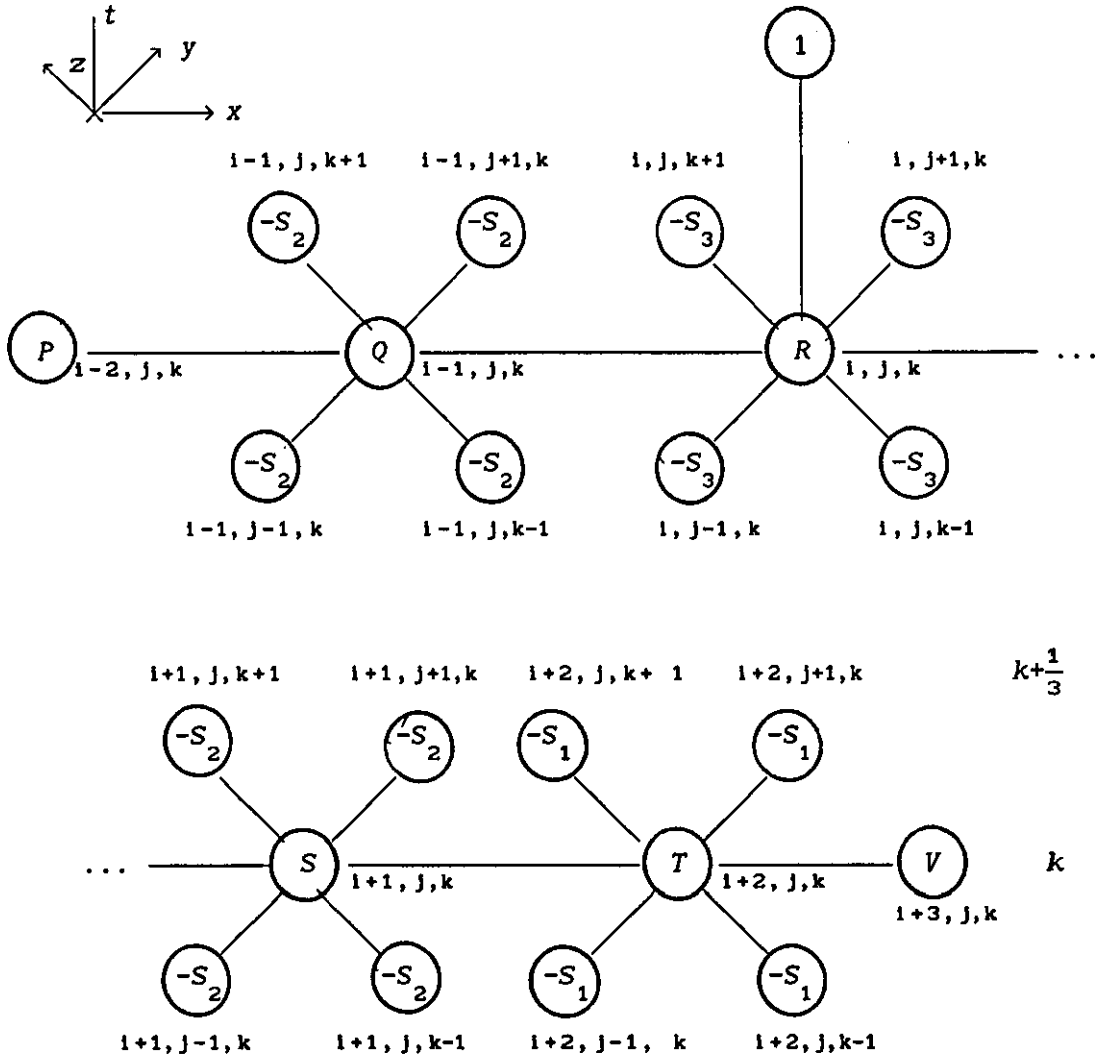 t
y
z
x
1
i-1, j, k+1 i-1, j+1, k i, j, k+1 i, j+1, k
-S₂ -S₂ -S₃ -S₃
P Q R ...
i-2, j, k i-1, j, k i, j, k
-S₂ -S₂ -S₃ -S₃
i-1, j-1, k i-1, j, k-1 i, j-1, k i, j, k-1
i+1, j, k+1 i+1, j+1, k i+2, j, k+ 1 i+2, j+1, k k+1/3
-S₂ -S₂ -S₁ -S₁
... S T V k
i+1, j, k i+2, j, k
i+3, j, k
-S₂ -S₂ -S₁ -S₁
i+1, j-1, k i+1, j, k-1 i+2, j-1, k i+2, j, k-1